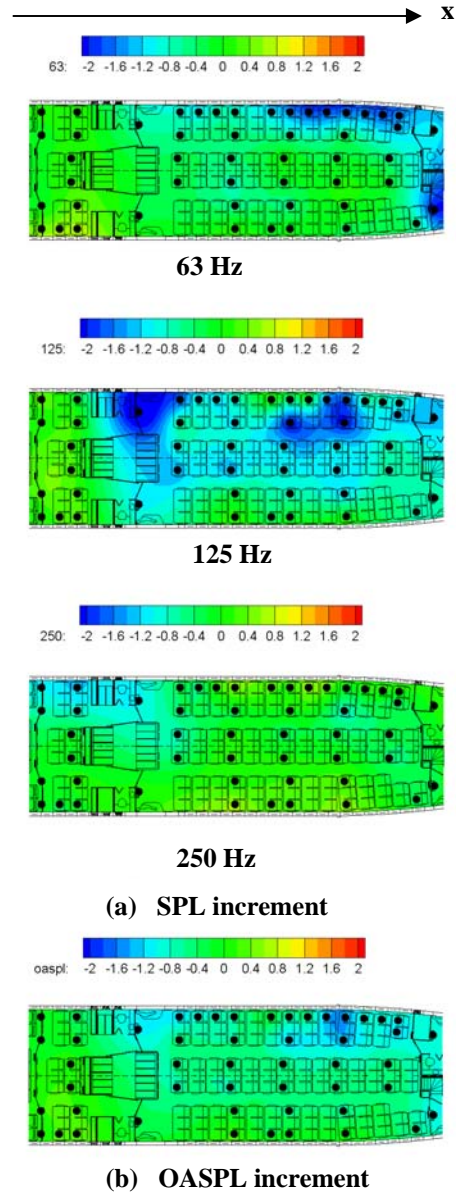 x
63: -2 -1.6 -1.2 -0.8 -0.4 0 0.4 0.8 1.2 1.6 2
63 Hz
125: -2 -1.6 -1.2 -0.8 -0.4 0 0.4 0.8 1.2 1.6 2
125 Hz
250: -2 -1.6 -1.2 -0.8 -0.4 0 0.4 0.8 1.2 1.6 2
250 Hz
(a) SPL increment
oaspl: -2 -1.6 -1.2 -0.8 -0.4 0 0.4 0.8 1.2 1.6 2
(b) OASPL increment